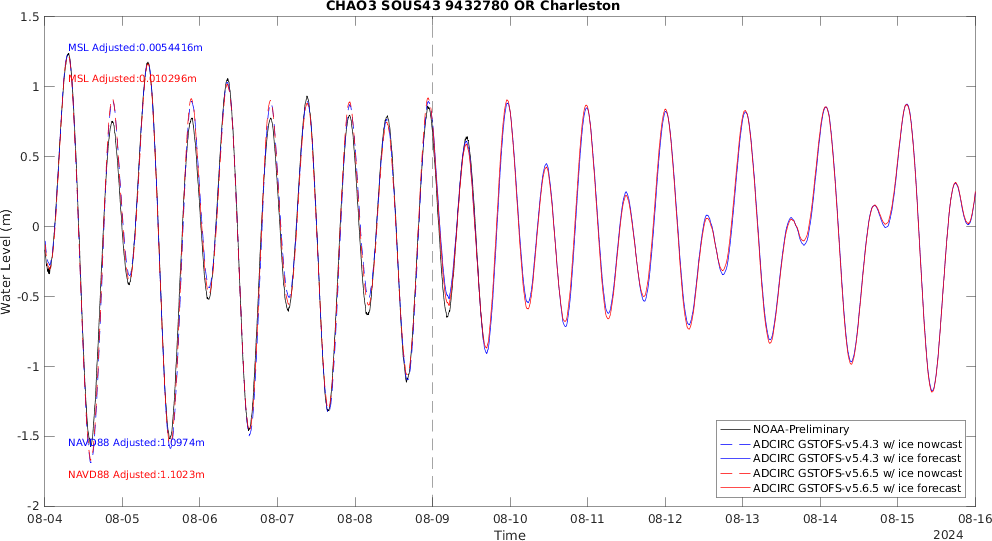 CHAO3 SOUS43 9432780 OR Charleston
1.5
1
0.5
0
-0.5
-1
-1.5
-2
Water Level (m)
MSL Adjusted:0.0054416m
MSL Adjusted:0.010296m
NAVD88 Adjusted:1.0974m
NAVD88 Adjusted:1.1023m
NOAA-Preliminary
ADCIRC GSTOFS-v5.4.3 w/ ice nowcast
ADCIRC GSTOFS-v5.4.3 w/ ice forecast
ADCIRC GSTOFS-v5.6.5 w/ ice nowcast
ADCIRC GSTOFS-v5.6.5 w/ ice forecast
08-04 08-05 08-06 08-07 08-08 08-09 08-10 08-11 08-12 08-13 08-14 08-15 08-16
Time
2024